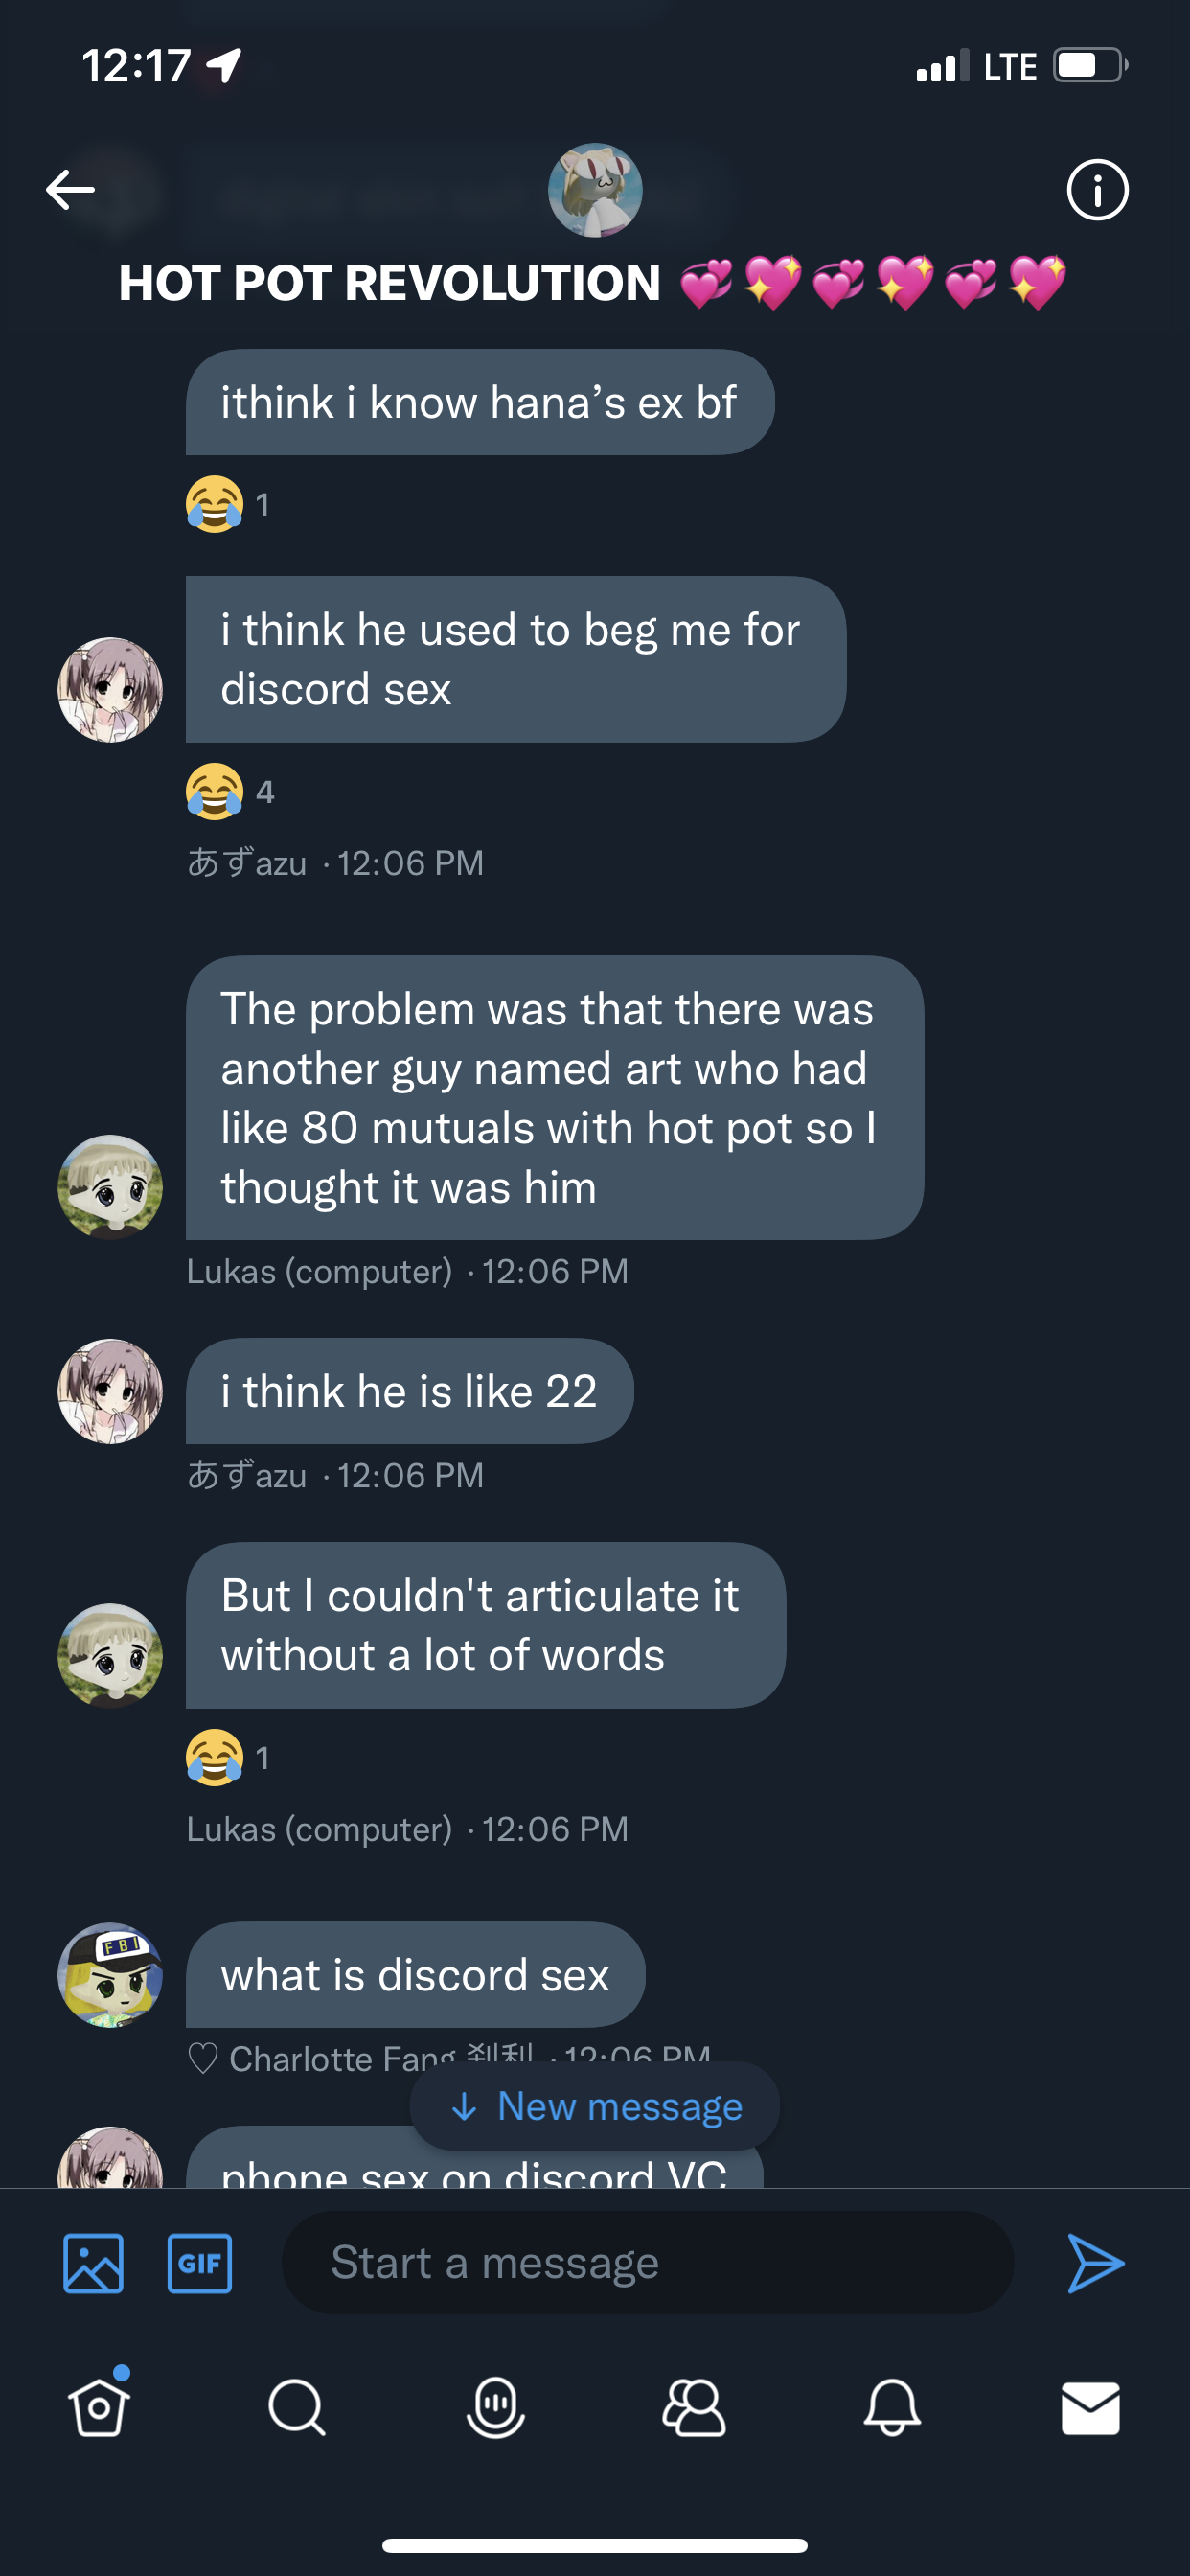 12:17
LTE
HOT POT REVOLUTION 💞💖💞💖💞💖
ithink i know hana’s ex bf
😂 1
i think he used to beg me for
discord sex
😂 4
あずazu · 12:06 PM
The problem was that there was
another guy named art who had
like 80 mutuals with hot pot so I
thought it was him
Lukas (computer) · 12:06 PM
i think he is like 22
あずazu · 12:06 PM
But I couldn't articulate it
without a lot of words
😂 1
Lukas (computer) · 12:06 PM
FBI
what is discord sex
♡ Charlotte Fang · 12:06 PM
↓ New message
phone sex on discord VC
GIF
Start a message